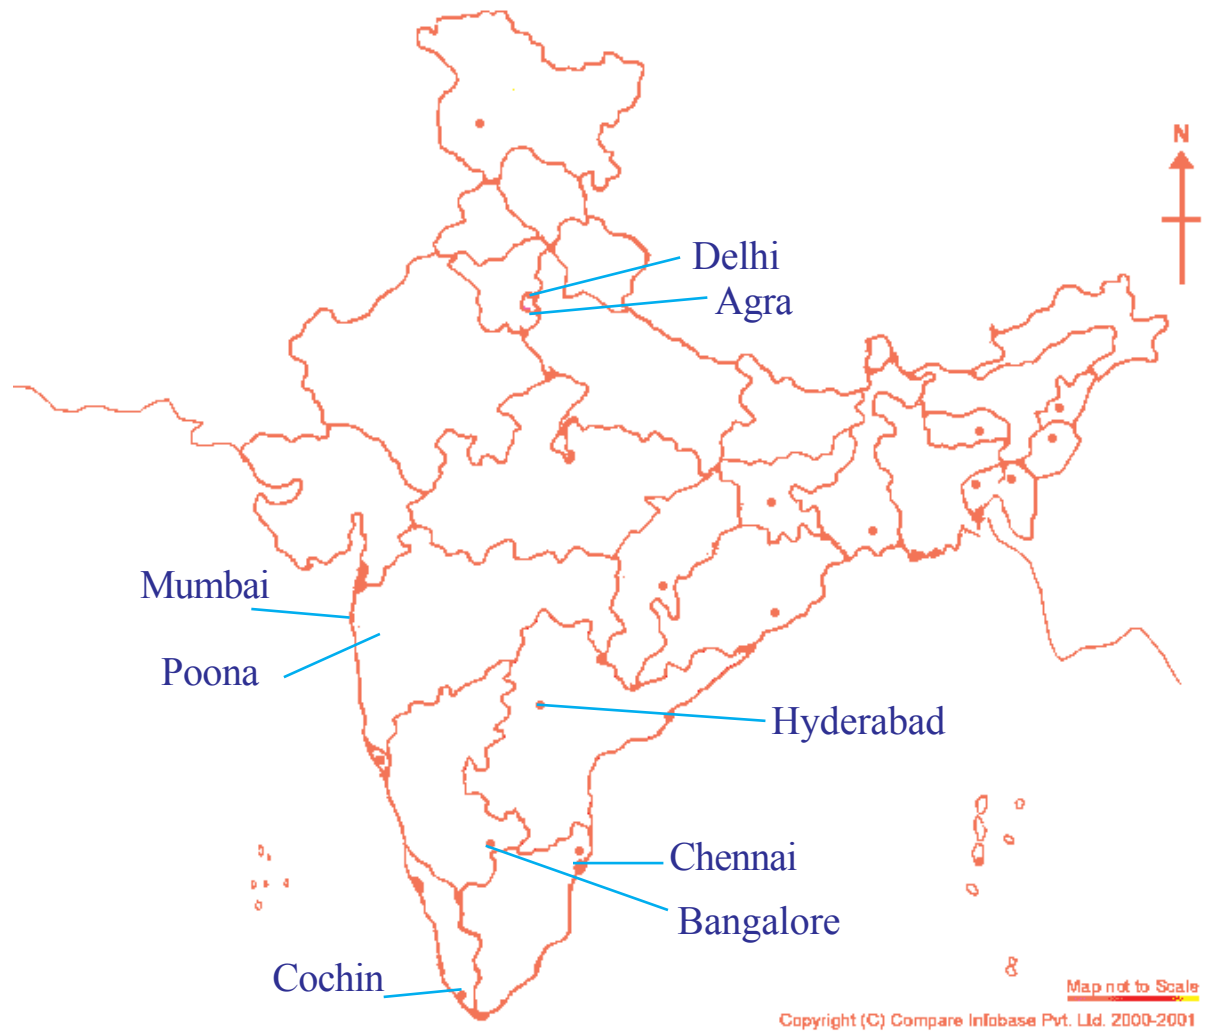 N
Delhi
Agra
Mumbai
Poona
Hyderabad
Chennai
Bangalore
Cochin
Map not to Scale
Copyright (C) Compare Infobase Pvt. Ltd. 2000-2001